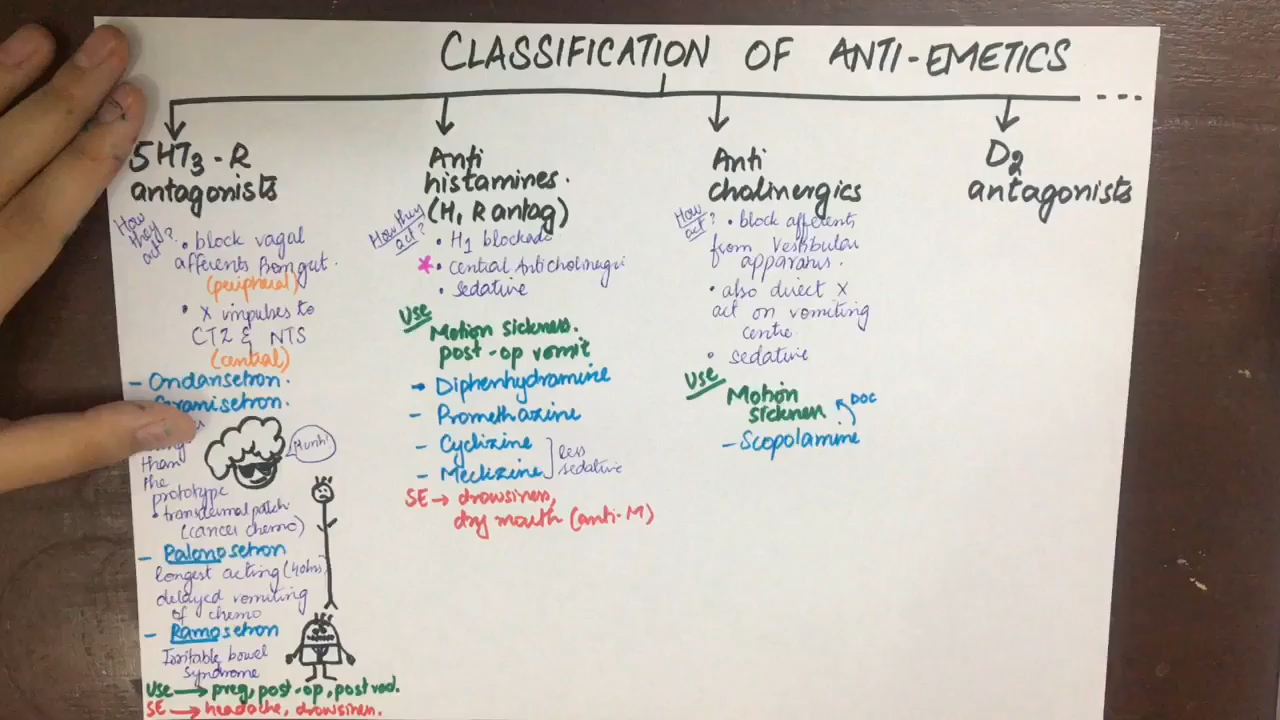 CLASSIFICATION OF ANTI-EMETICS
5HT3-R
antagonists
How they act?
• block vagal
afferents from gut.
(peripheral)
• x impulses to
CTZ & NTS
(central)
- Ondansetron.
Granisetron.
than
the
prototype
• transdermal patch
(cancer chemo)
- Palonosetron
longest acting (40hrs)
delayed vomiting
of chemo
- Ramosetron
Irritable bowel
syndrome
Use → preg, post-op, post rad.
SE → headache, drowsiness.
Anti
histamines.
(H1 R antag)
How they act?
• H1 blockade
* • central Anticholinergi
• sedative
Use
Motion sickness.
post-op vomit
- Diphenhydramine
- Promethazine
- Cyclizine
- Meclizine
less
sedative
SE → drowsiness,
dry mouth (anti-M)
Anti
cholinergics
How act?
• block afferents
from Vestibular
apparatus.
• also direct x
act on vomiting
centre.
• sedative
Use
Motion
sickness
DOC
- Scopolamine
D2
antagonists